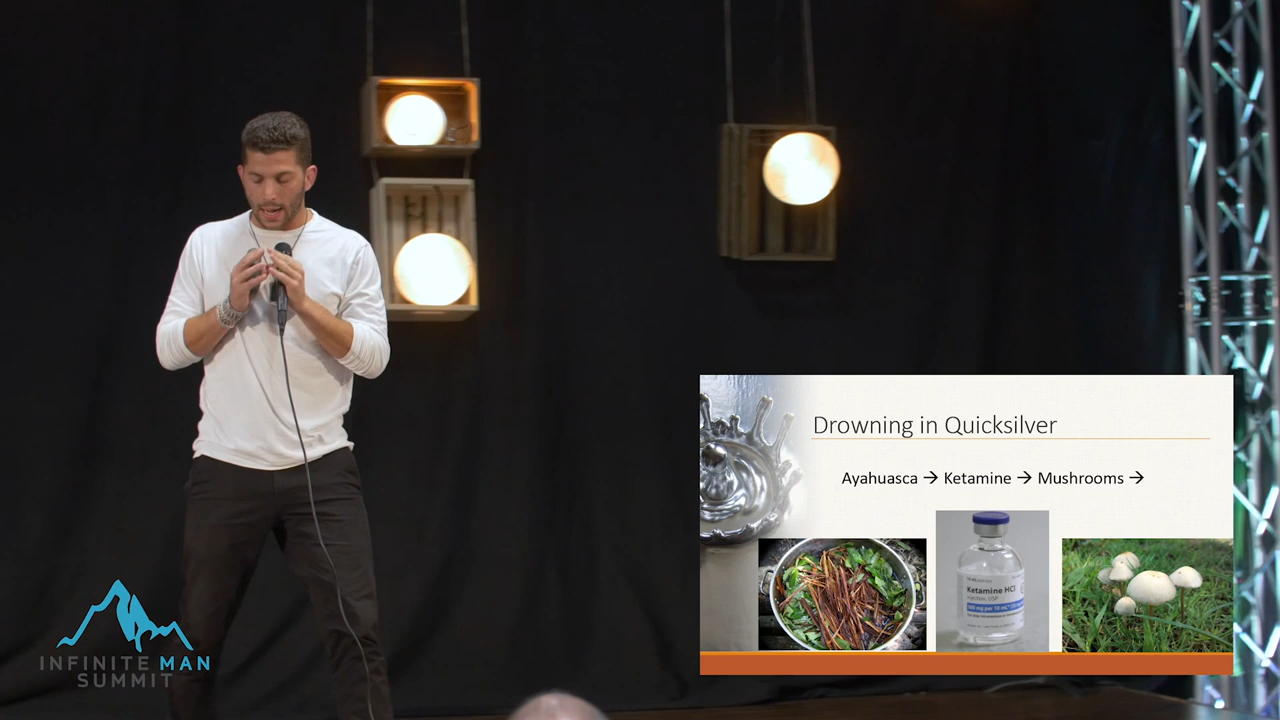 Drowning in Quicksilver
Ayahuasca → Ketamine → Mushrooms →
Ketamine HCl
INFINITE MAN
SUMMIT